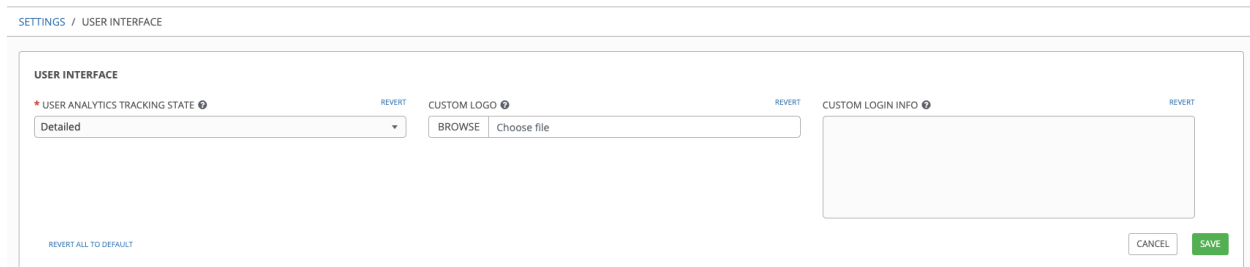 SETTINGS / USER INTERFACE
USER INTERFACE
* USER ANALYTICS TRACKING STATE ? REVERT
Detailed
CUSTOM LOGO ? REVERT
BROWSE Choose file
CUSTOM LOGIN INFO ? REVERT
REVERT ALL TO DEFAULT
CANCEL SAVE